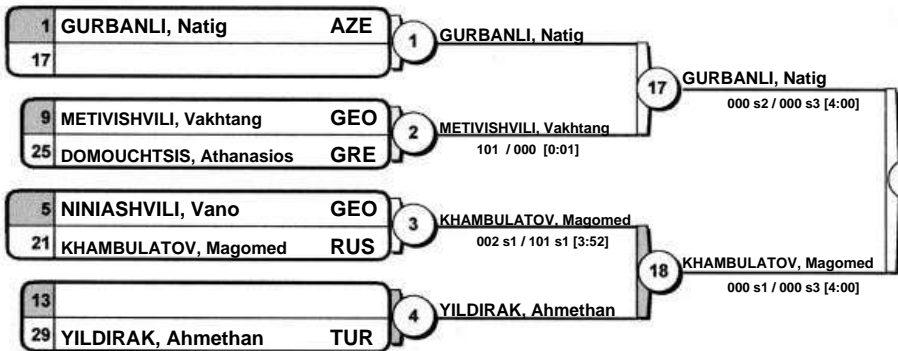 1 GURBANLI, Natig AZE
17
1
GURBANLI, Natig
9 METIVISHVILI, Vakhtang GEO
25 DOMOUCHTSIS, Athanasios GRE
2
METIVISHVILI, Vakhtang
101 / 000 [0:01]
17
GURBANLI, Natig
000 s2 / 000 s3 [4:00]
5 NINIASHVILI, Vano GEO
21 KHAMBULATOV, Magomed RUS
3
KHAMBULATOV, Magomed
002 s1 / 101 s1 [3:52]
13
29 YILDIRAK, Ahmethan TUR
4
YILDIRAK, Ahmethan
18
KHAMBULATOV, Magomed
000 s1 / 000 s3 [4:00]